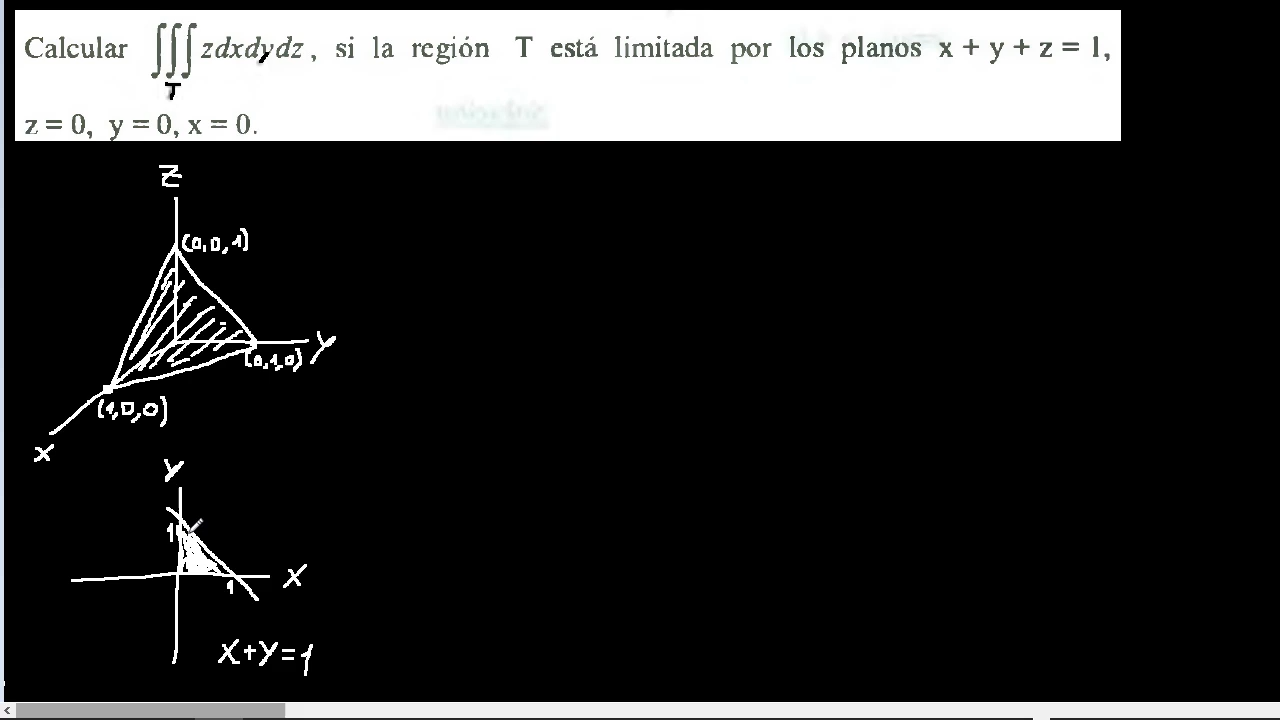 Calcular ∭ zdxdydz, si la región T está limitada por los planos x + y + z = 1,
T
z = 0, y = 0, x = 0.
Z
(0,0,1)
Y
(0,1,0)
(1,0,0)
X
Y
1
X
1
X+Y=1